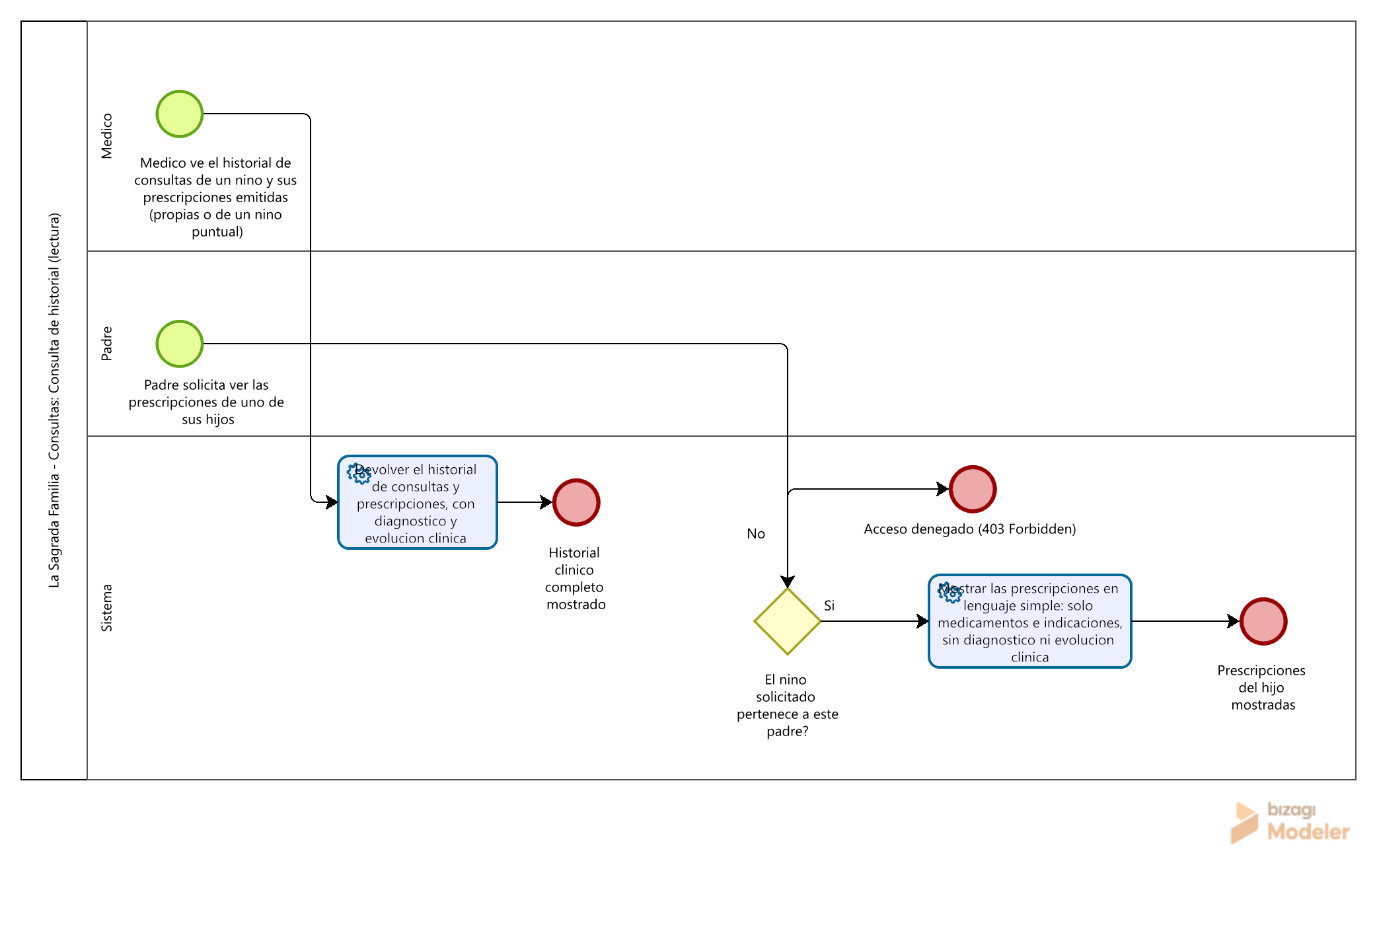 La Sagrada Familia - Consultas: Consulta de historial (lectura)
Medico
Medico ve el historial de
consultas de un nino y sus
prescripciones emitidas
(propias o de un nino
puntual)
Padre
Padre solicita ver las
prescripciones de uno de
sus hijos
Sistema
Devolver el historial
de consultas y
prescripciones, con
diagnostico y
evolucion clinica
Historial
clinico
completo
mostrado
No
Acceso denegado (403 Forbidden)
Si
El nino
solicitado
pertenece a este
padre?
Mostrar las prescripciones en
lenguaje simple: solo
medicamentos e indicaciones,
sin diagnostico ni evolucion
clinica
Prescripciones
del hijo
mostradas
bizagi
Modeler